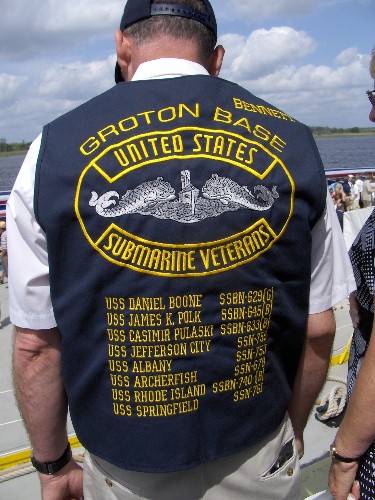 BENNETT
GROTON BASE
UNITED STATES
SUBMARINE VETERANS
USS DANIEL BOONE SSBN-629(G)
USS JAMES K. POLK SSBN-645(B)
USS CASIMIR PULASKI SSBN-633(B)
USS JEFFERSON CITY SSN-759
USS ALBANY SSN-753
USS ARCHERFISH SSN-678
USS RHODE ISLAND SSBN-740 (B)
USS SPRINGFIELD SSN-761